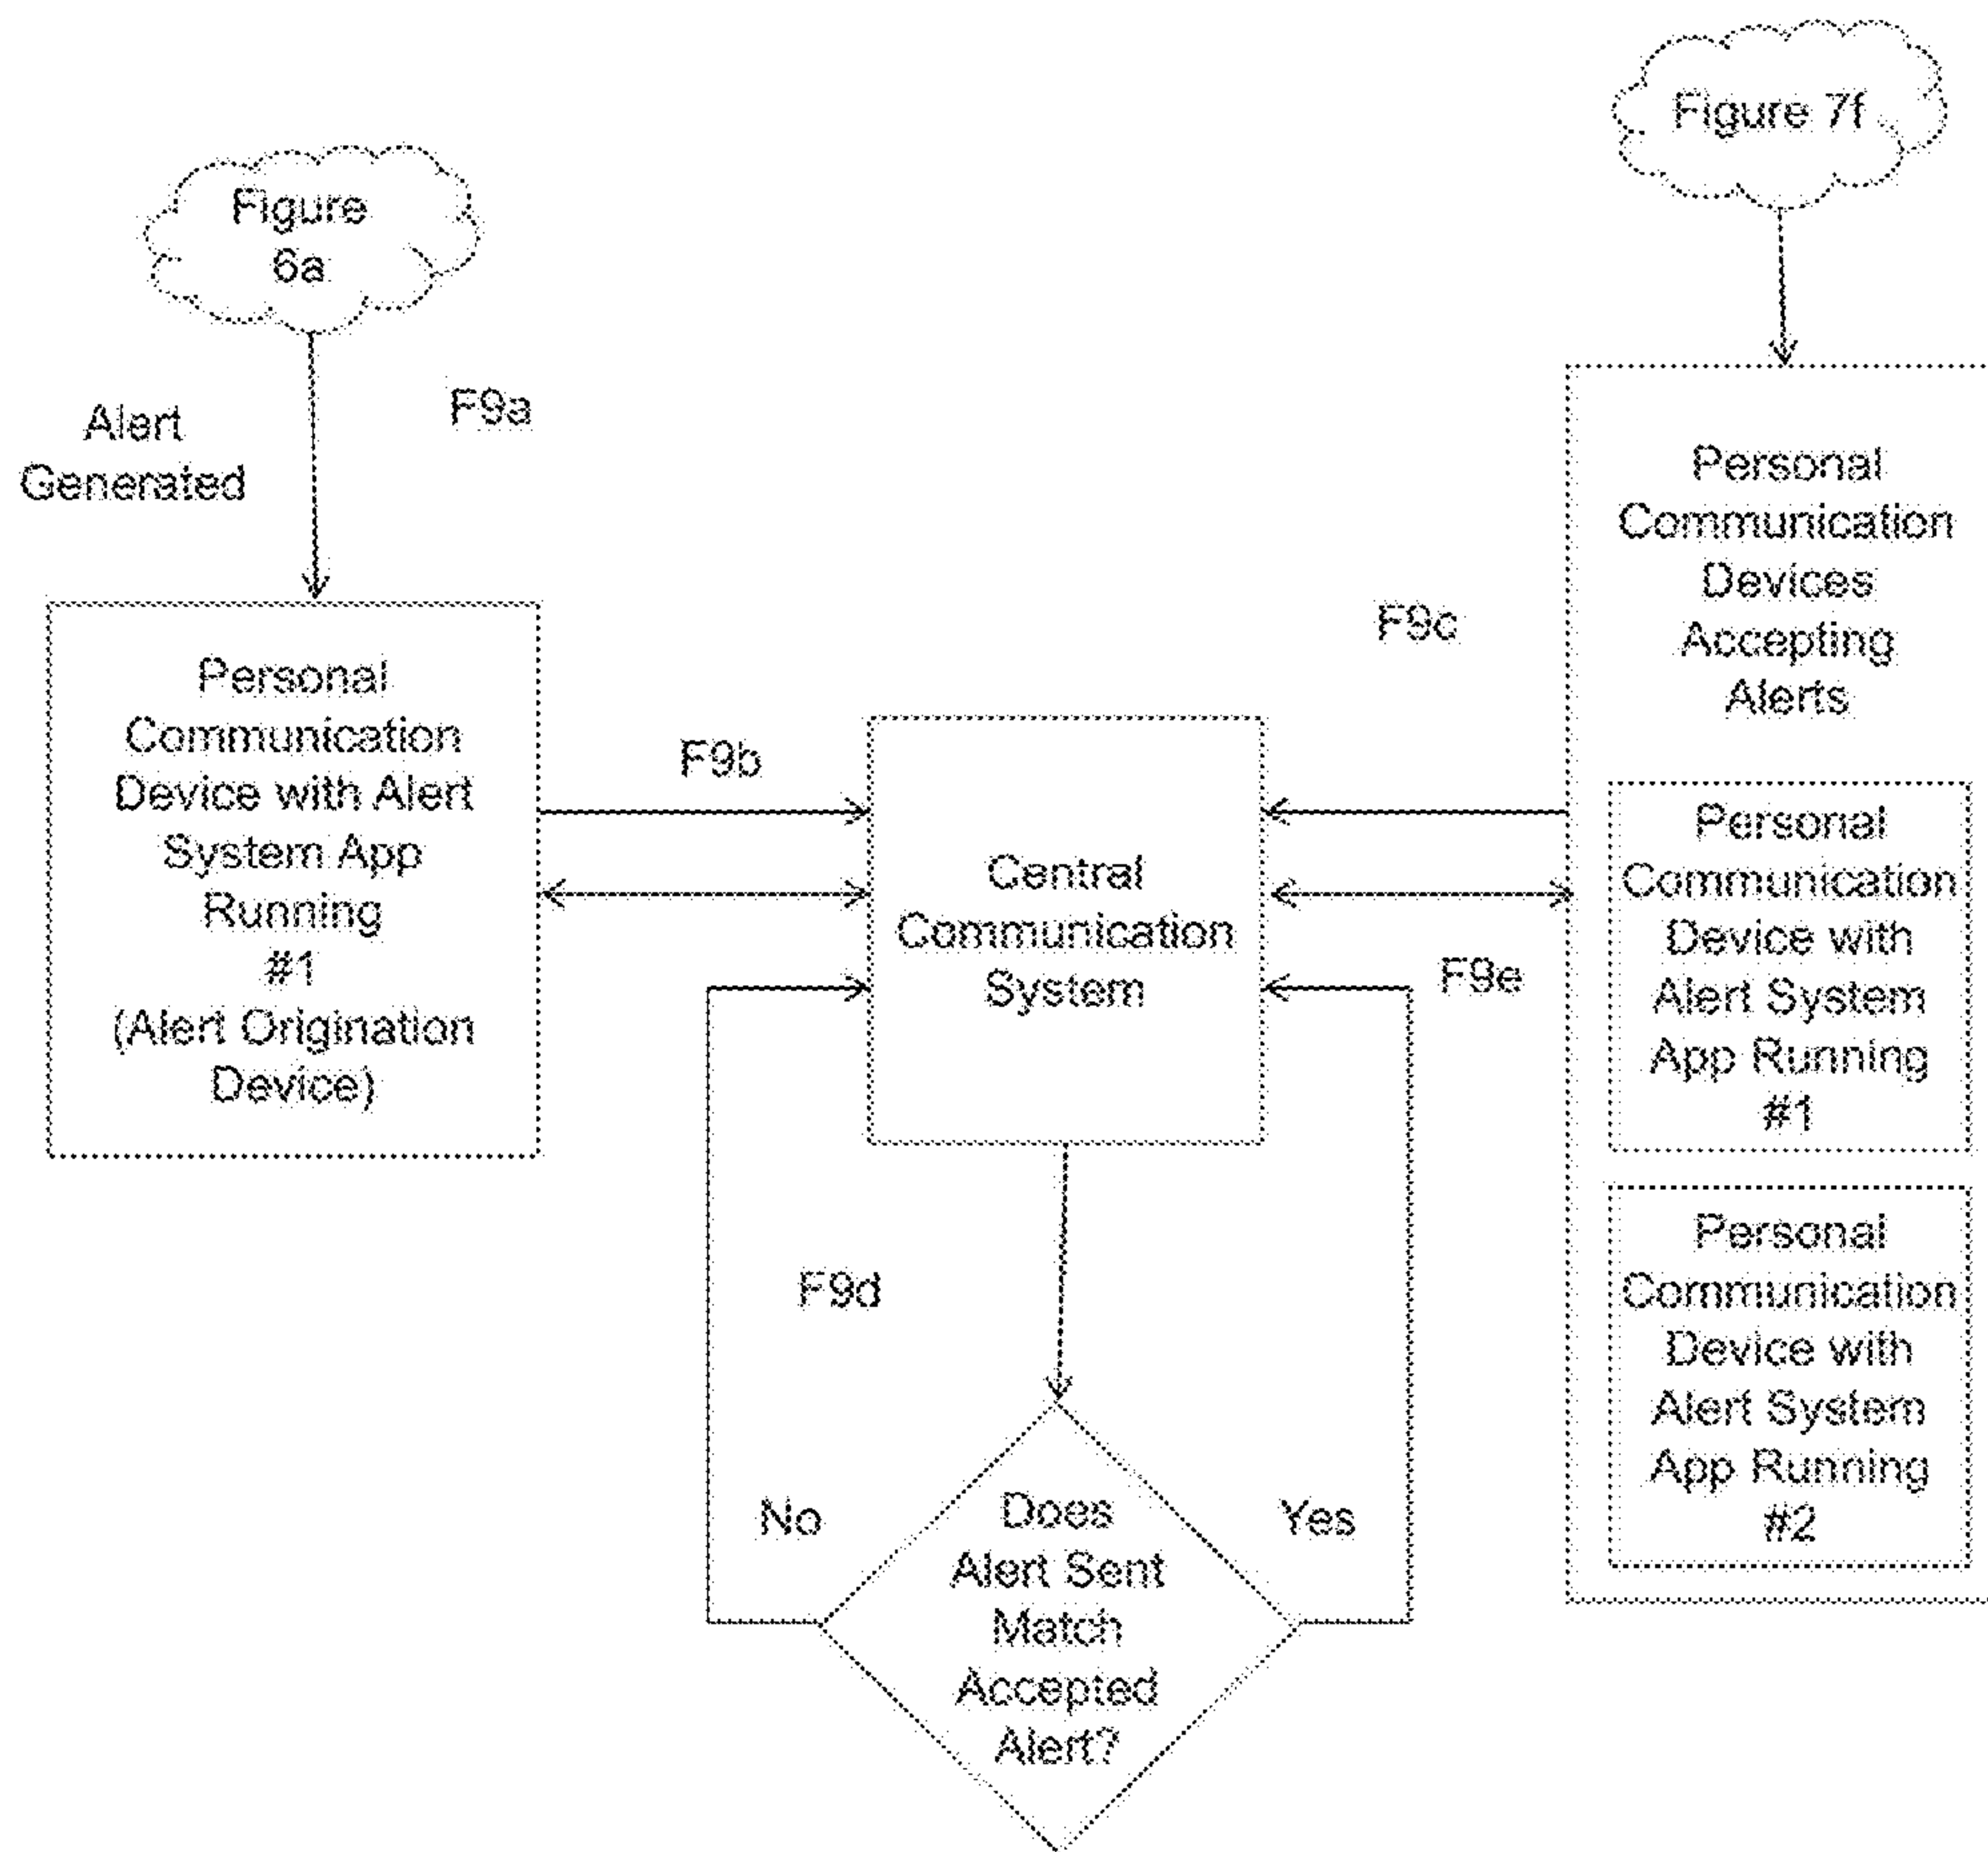 Figure 7f
Figure
6a
Alert
Generated
F9a
Personal
Communication
Device with Alert
System App
Running
#1
(Alert Origination
Device)
F9b
Central
Communication
System
F9c
F9e
Personal
Communication
Devices
Accepting
Alerts
Personal
Communication
Device with
Alert System
App Running
#1
Personal
Communication
Device with
Alert System
App Running
#2
F9d
No
Yes
Does
Alert Sent
Match
Accepted
Alert?